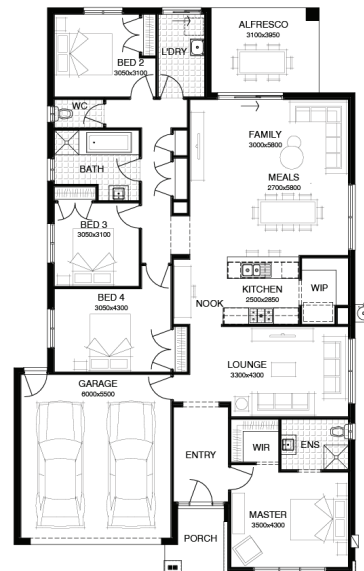 ALFRESCO
3100x3950
BED 2
3050x3100
L'DRY
WC
FAMILY
3000x5800
BATH
MEALS
2700x5800
BED 3
3050x3100
KITCHEN
2500x2850
WIP
BED 4
3050x4300
NOOK
LOUNGE
3300x4300
GARAGE
6000x5500
ENTRY
WIR
ENS
MASTER
3500x4300
PORCH